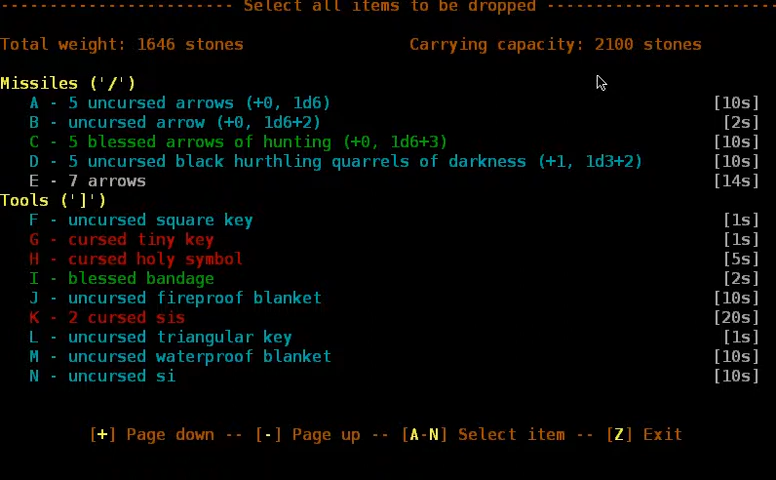 ------------------------ Select all items to be dropped ------------------------
Total weight: 1646 stones Carrying capacity: 2100 stones
Missiles ('/')
A - 5 uncursed arrows (+0, 1d6) [10s]
B - uncursed arrow (+0, 1d6+2) [2s]
C - 5 blessed arrows of hunting (+0, 1d6+3) [10s]
D - 5 uncursed black hurthling quarrels of darkness (+1, 1d3+2) [10s]
E - 7 arrows [14s]
Tools (']')
F - uncursed square key [1s]
G - cursed tiny key [1s]
H - cursed holy symbol [5s]
I - blessed bandage [2s]
J - uncursed fireproof blanket [10s]
K - 2 cursed sis [20s]
L - uncursed triangular key [1s]
M - uncursed waterproof blanket [10s]
N - uncursed si [10s]
[+] Page down -- [-] Page up -- [A-N] Select item -- [Z] Exit